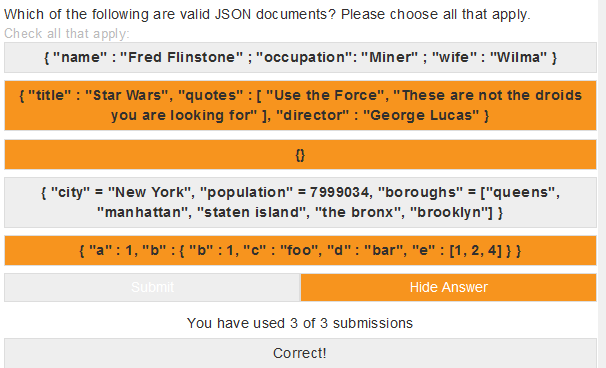 Which of the following are valid JSON documents? Please choose all that apply.
Check all that apply:
{ "name" : "Fred Flinstone" ; "occupation": "Miner" ; "wife" : "Wilma" }
{ "title" : "Star Wars", "quotes" : [ "Use the Force", "These are not the droids
you are looking for" ], "director" : "George Lucas" }
{}
{ "city" = "New York", "population" = 7999034, "boroughs" = ["queens",
"manhattan", "staten island", "the bronx", "brooklyn"] }
{ "a" : 1, "b" : { "b" : 1, "c" : "foo", "d" : "bar", "e" : [1, 2, 4] } }
Submit Hide Answer
You have used 3 of 3 submissions
Correct!